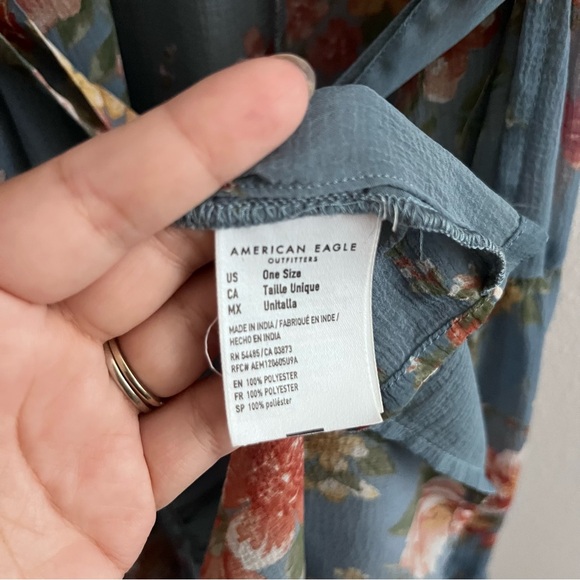 AMERICAN EAGLE
OUTFITTERS
US One Size
CA Taille Unique
MX Unitalla
MADE IN INDIA / FABRIQUÉ EN INDE /
HECHO EN INDIA
RN 54485/CA 03873
RFC# AEM120605U9A
EN 100% POLYESTER
FR 100% POLYESTER
SP 100% poliéster